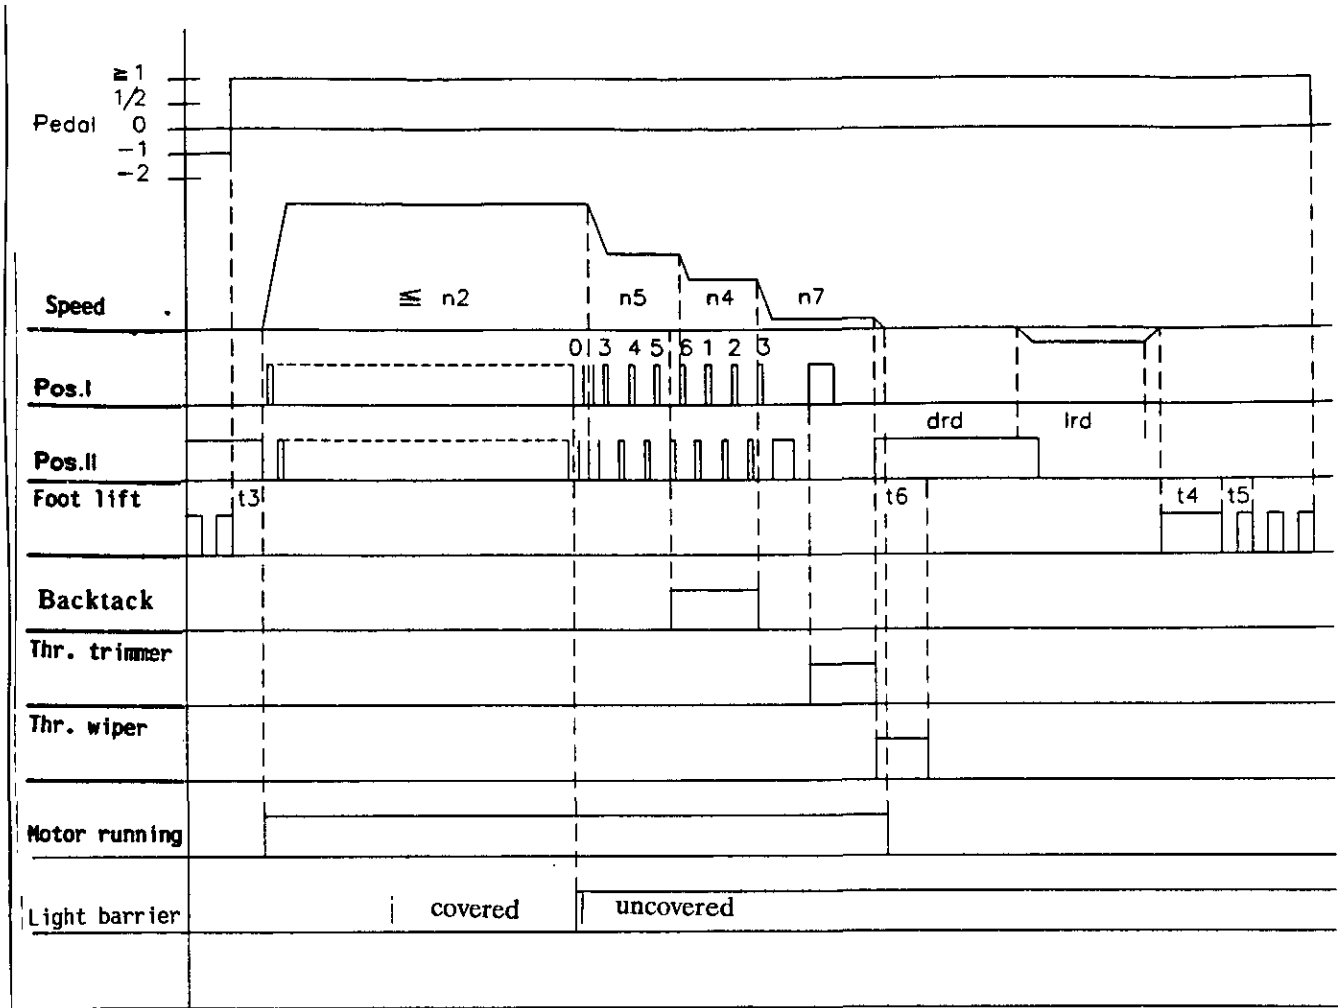 ≧ 1
1/2
Pedal 0
-1
-2
Speed
≦ n2 n5 n4 n7
0 3 4 5 6 1 2 3
Pos.I
drd lrd
Pos.II
Foot lift t3 t6 t4 t5
Backtack
Thr. trimmer
Thr. wiper
Motor running
Light barrier covered uncovered